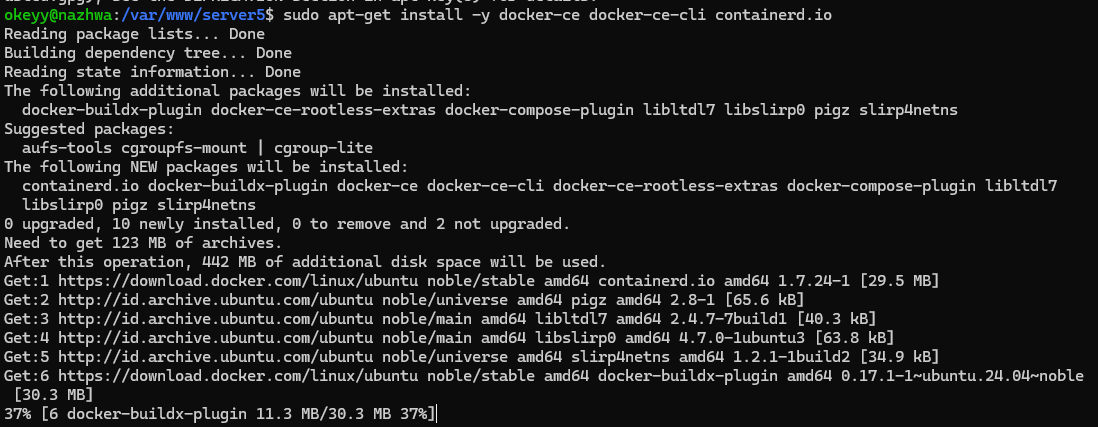 okeyy@nazhwa:/var/www/server5$ sudo apt-get install -y docker-ce docker-ce-cli containerd.io
Reading package lists... Done
Building dependency tree... Done
Reading state information... Done
The following additional packages will be installed:
  docker-buildx-plugin docker-ce-rootless-extras docker-compose-plugin libltdl7 libslirp0 pigz slirp4netns
Suggested packages:
  aufs-tools cgroupfs-mount | cgroup-lite
The following NEW packages will be installed:
  containerd.io docker-buildx-plugin docker-ce docker-ce-cli docker-ce-rootless-extras docker-compose-plugin libltdl7
  libslirp0 pigz slirp4netns
0 upgraded, 10 newly installed, 0 to remove and 2 not upgraded.
Need to get 123 MB of archives.
After this operation, 442 MB of additional disk space will be used.
Get:1 https://download.docker.com/linux/ubuntu noble/stable amd64 containerd.io amd64 1.7.24-1 [29.5 MB]
Get:2 http://id.archive.ubuntu.com/ubuntu noble/universe amd64 pigz amd64 2.8-1 [65.6 kB]
Get:3 http://id.archive.ubuntu.com/ubuntu noble/main amd64 libltdl7 amd64 2.4.7-7build1 [40.3 kB]
Get:4 http://id.archive.ubuntu.com/ubuntu noble/main amd64 libslirp0 amd64 4.7.0-1ubuntu3 [63.8 kB]
Get:5 http://id.archive.ubuntu.com/ubuntu noble/universe amd64 slirp4netns amd64 1.2.1-1build2 [34.9 kB]
Get:6 https://download.docker.com/linux/ubuntu noble/stable amd64 docker-buildx-plugin amd64 0.17.1-1~ubuntu.24.04~noble
 [30.3 MB]
37% [6 docker-buildx-plugin 11.3 MB/30.3 MB 37%]